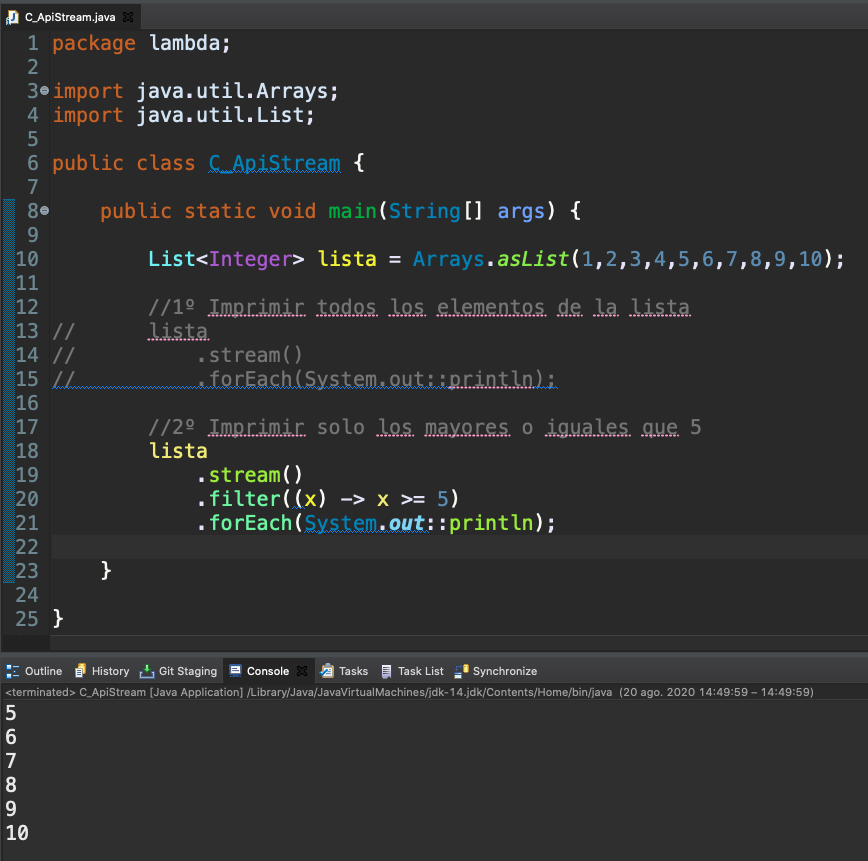 C_ApiStream.java
1 package lambda;
2
3 import java.util.Arrays;
4 import java.util.List;
5
6 public class C_ApiStream {
7
8     public static void main(String[] args) {
9
10         List<Integer> lista = Arrays.asList(1,2,3,4,5,6,7,8,9,10);
11
12         //1º Imprimir todos los elementos de la lista
13 //      lista
14 //          .stream()
15 //          .forEach(System.out::println);
16
17         //2º Imprimir solo los mayores o iguales que 5
18         lista
19             .stream()
20             .filter((x) -> x >= 5)
21             .forEach(System.out::println);
22
23     }
24
25 }
Outline History Git Staging Console Tasks Task List Synchronize
<terminated> C_ApiStream [Java Application] /Library/Java/JavaVirtualMachines/jdk-14.jdk/Contents/Home/bin/java (20 ago. 2020 14:49:59 – 14:49:59)
5
6
7
8
9
10